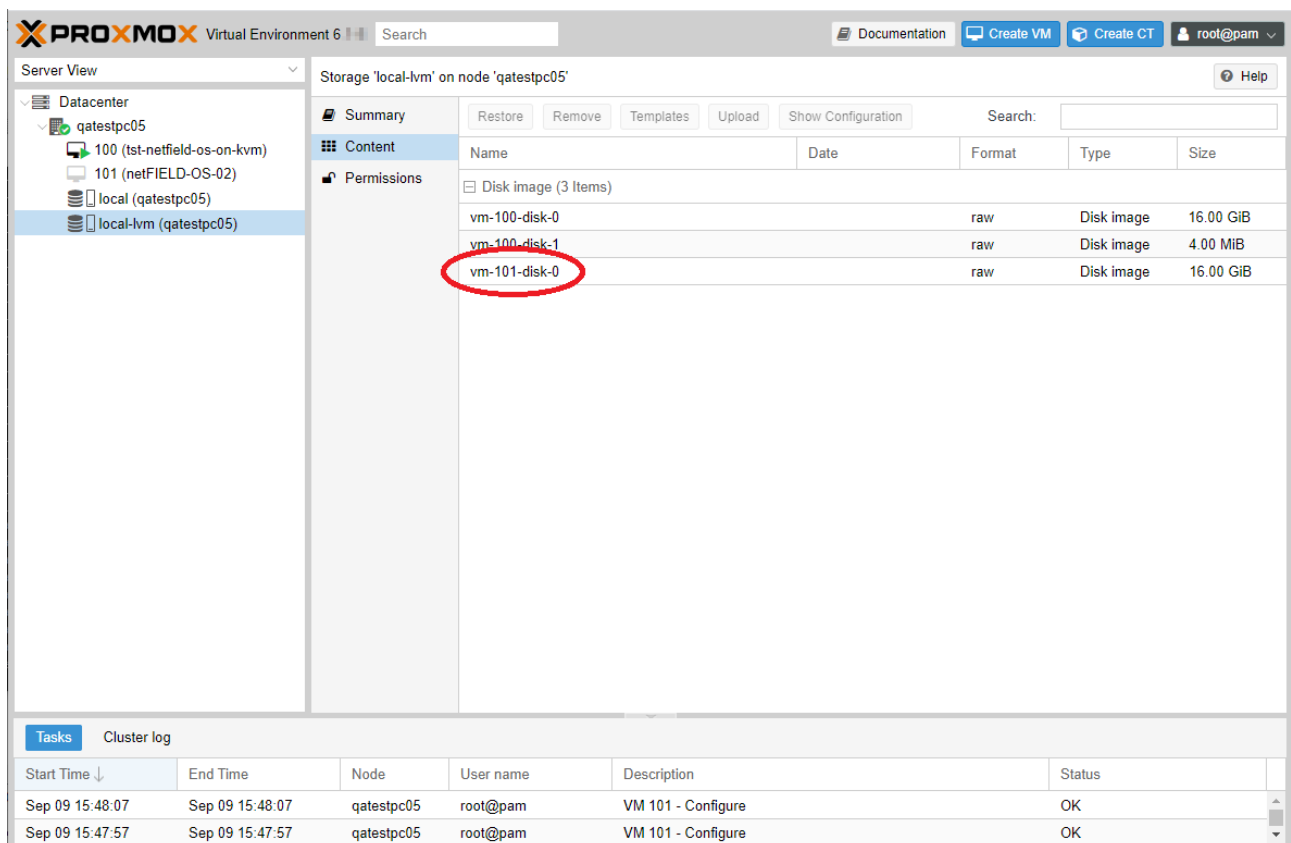 PROXMOX Virtual Environment 6 Search Documentation Create VM Create CT root@pam
Server View
Datacenter
qatestpc05
100 (tst-netfield-os-on-kvm)
101 (netFIELD-OS-02)
local (qatestpc05)
local-lvm (qatestpc05)
Storage 'local-lvm' on node 'qatestpc05' Help
Summary
Content
Permissions
Restore Remove Templates Upload Show Configuration Search:
Name Date Format Type Size
Disk image (3 Items)
vm-100-disk-0 raw Disk image 16.00 GiB
vm-100-disk-1 raw Disk image 4.00 MiB
vm-101-disk-0 raw Disk image 16.00 GiB
Tasks Cluster log
Start Time End Time Node User name Description Status
Sep 09 15:48:07 Sep 09 15:48:07 qatestpc05 root@pam VM 101 - Configure OK
Sep 09 15:47:57 Sep 09 15:47:57 qatestpc05 root@pam VM 101 - Configure OK